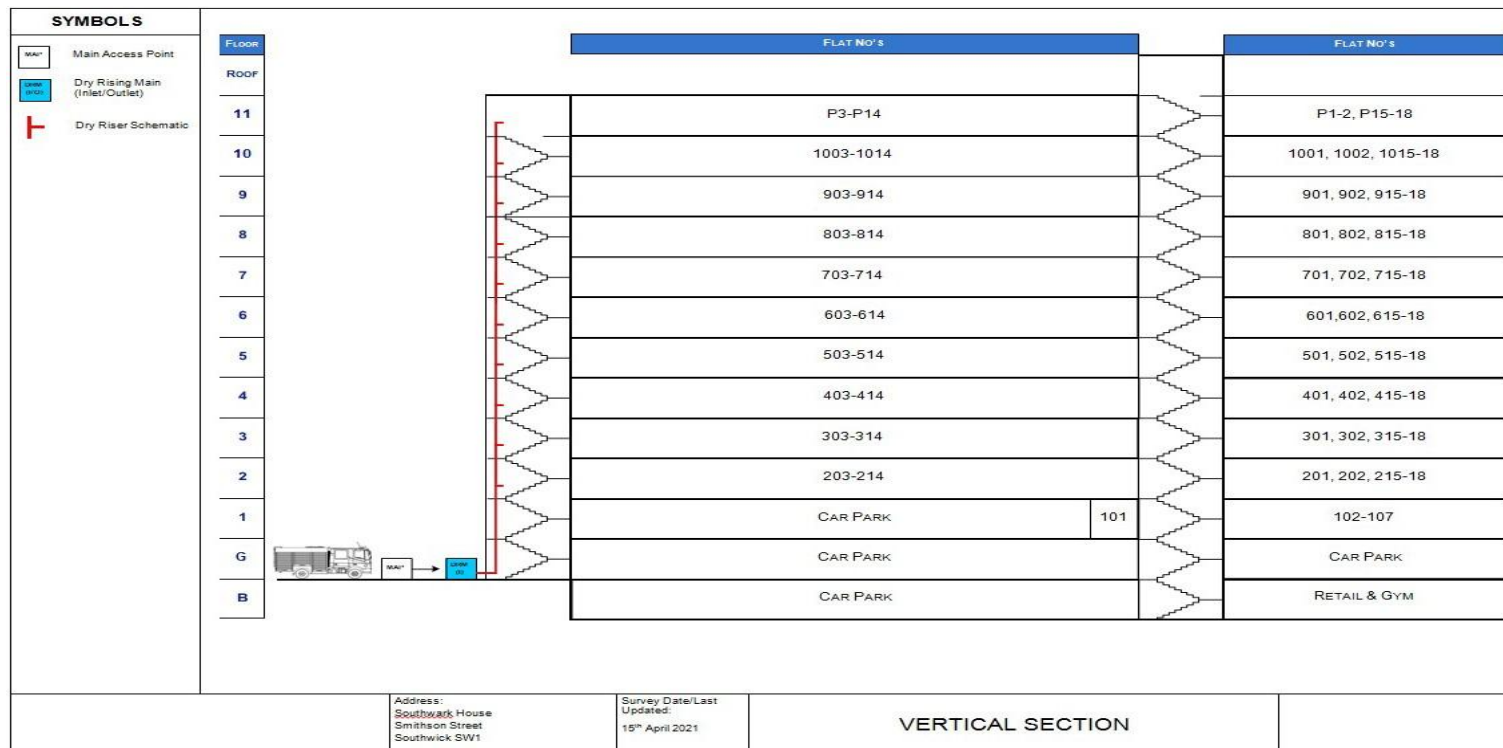 SYMBOLS
MAP
Main Access Point
Dry Rising Main
(Inlet/Outlet)
Dry Riser Schematic
FLOOR
FLAT NO'S
FLAT NO'S
ROOF
11
P3-P14
P1-2, P15-18
10
1003-1014
1001, 1002, 1015-18
9
903-914
901, 902, 915-18
8
803-814
801, 802, 815-18
7
703-714
701, 702, 715-18
6
603-614
601,602, 615-18
5
503-514
501, 502, 515-18
4
403-414
401, 402, 415-18
3
303-314
301, 302, 315-18
2
203-214
201, 202, 215-18
1
CAR PARK
101
102-107
G
MAP
CAR PARK
CAR PARK
B
CAR PARK
RETAIL & GYM
Address:
Southwark House
Smithson Street
Southwick SW1
Survey Date/Last
Updated:
15th April 2021
VERTICAL SECTION